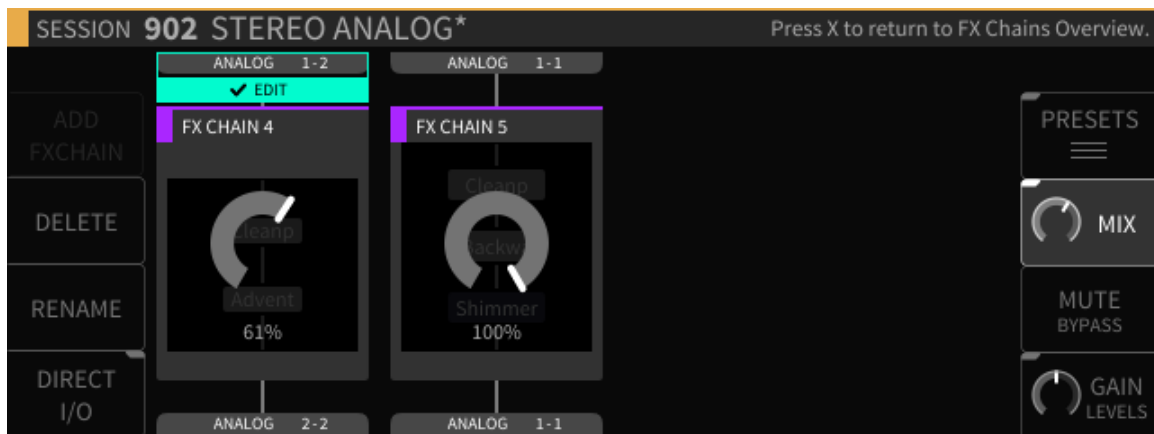 SESSION 902 STEREO ANALOG* Press X to return to FX Chains Overview.
ANALOG 1-2 ANALOG 1-1
✔ EDIT
ADD
FXCHAIN
FX CHAIN 4 FX CHAIN 5
PRESETS
Cleanp
DELETE
Cleanp
Backwa
MIX
RENAME
Advent
Shimmer
61% 100%
MUTE
BYPASS
DIRECT
I/O
GAIN
LEVELS
ANALOG 2-2 ANALOG 1-1